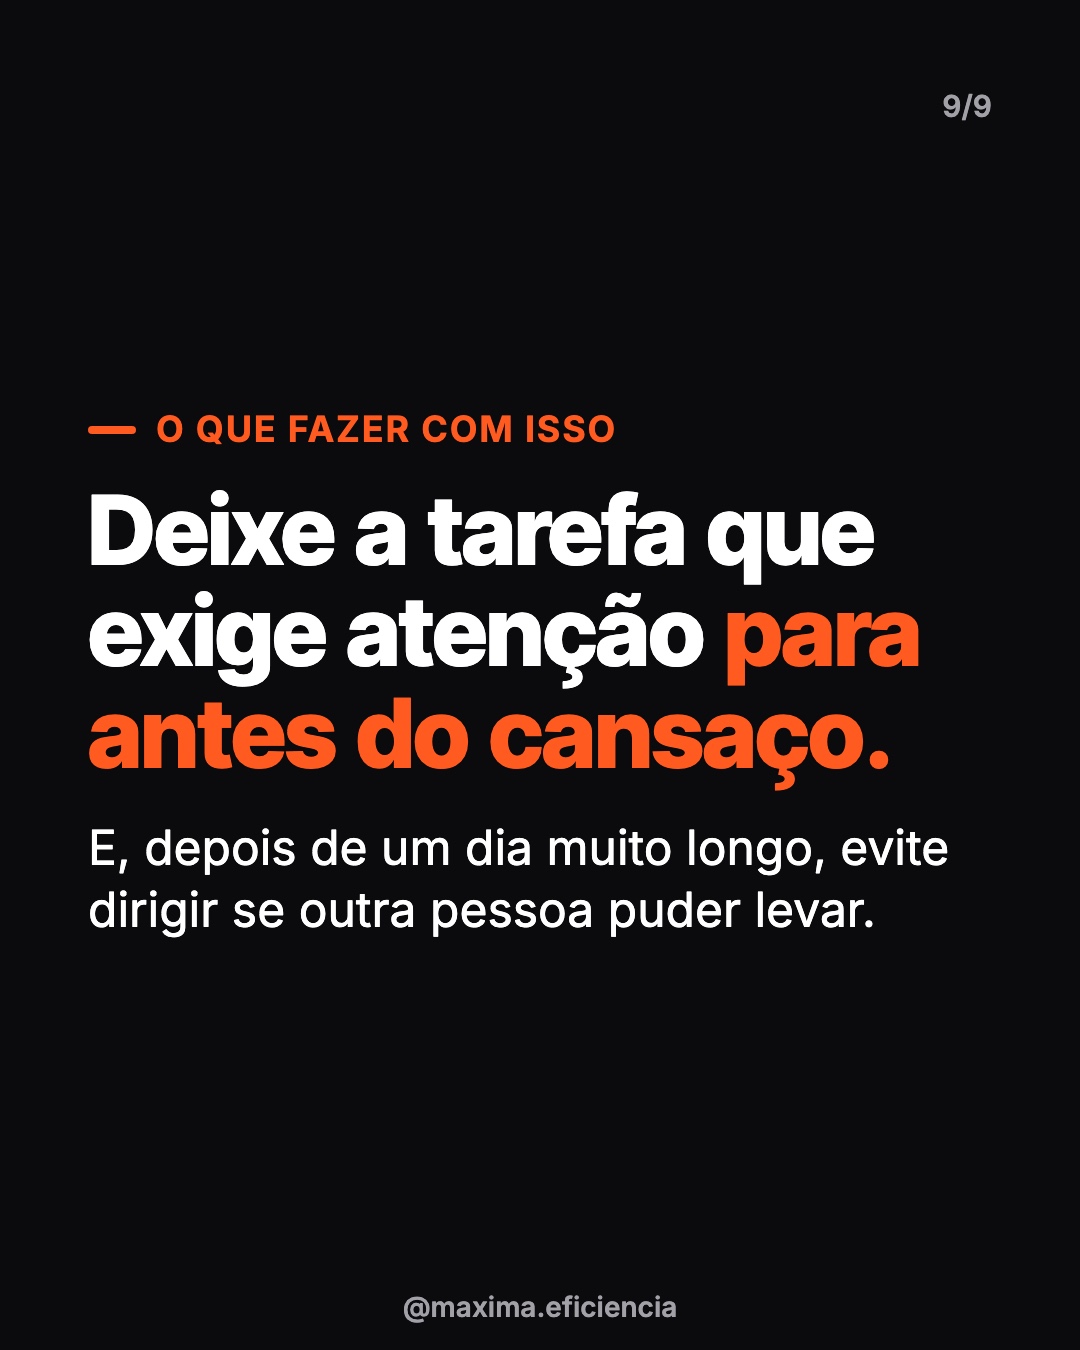 9/9
O QUE FAZER COM ISSO
Deixe a tarefa que
exige atenção para
antes do cansaço.
E, depois de um dia muito longo, evite
dirigir se outra pessoa puder levar.
@maxima.eficiencia